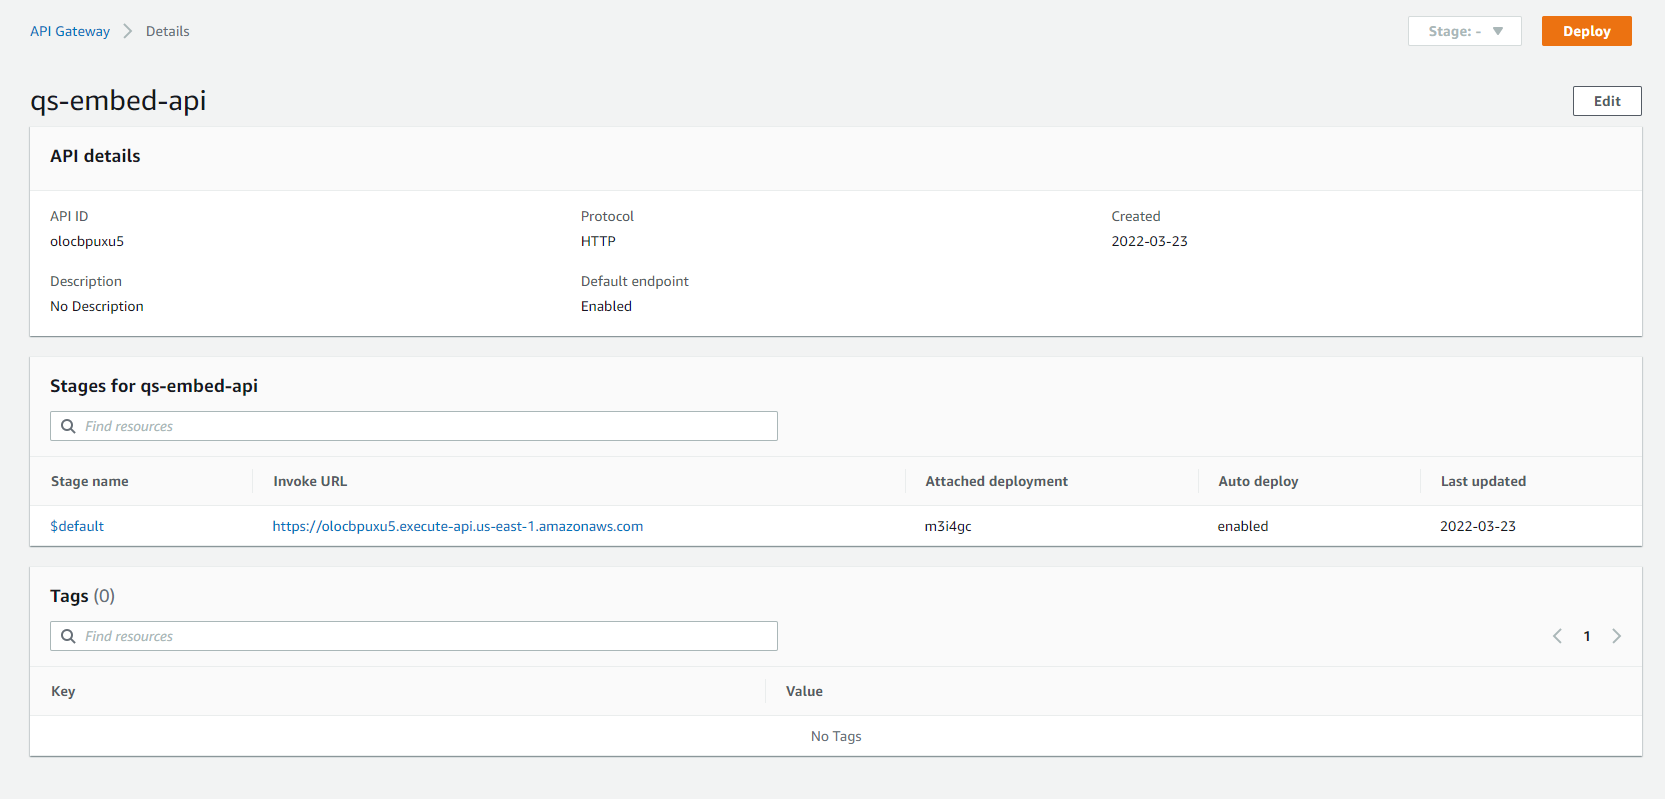 API Gateway Details
Stage: - Deploy
qs-embed-api
Edit
API details
API ID Protocol Created
olocbpuxu5 HTTP 2022-03-23
Description Default endpoint
No Description Enabled
Stages for qs-embed-api
Find resources
Stage name Invoke URL Attached deployment Auto deploy Last updated
$default https://olocbpuxu5.execute-api.us-east-1.amazonaws.com m3i4gc enabled 2022-03-23
Tags (0)
Find resources
1
Key Value
No Tags